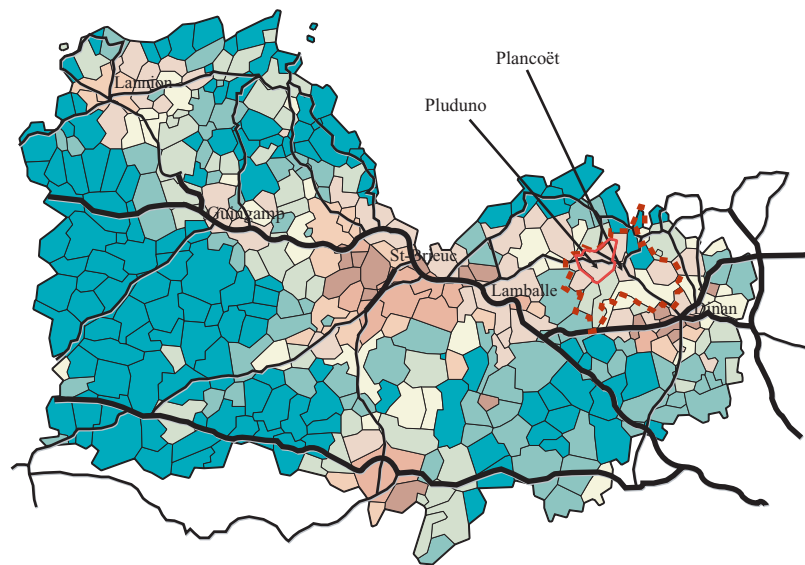 Plancoët
Lannion
Pluduno
Guingamp
St-Brieuc
Lamballe
Dinan